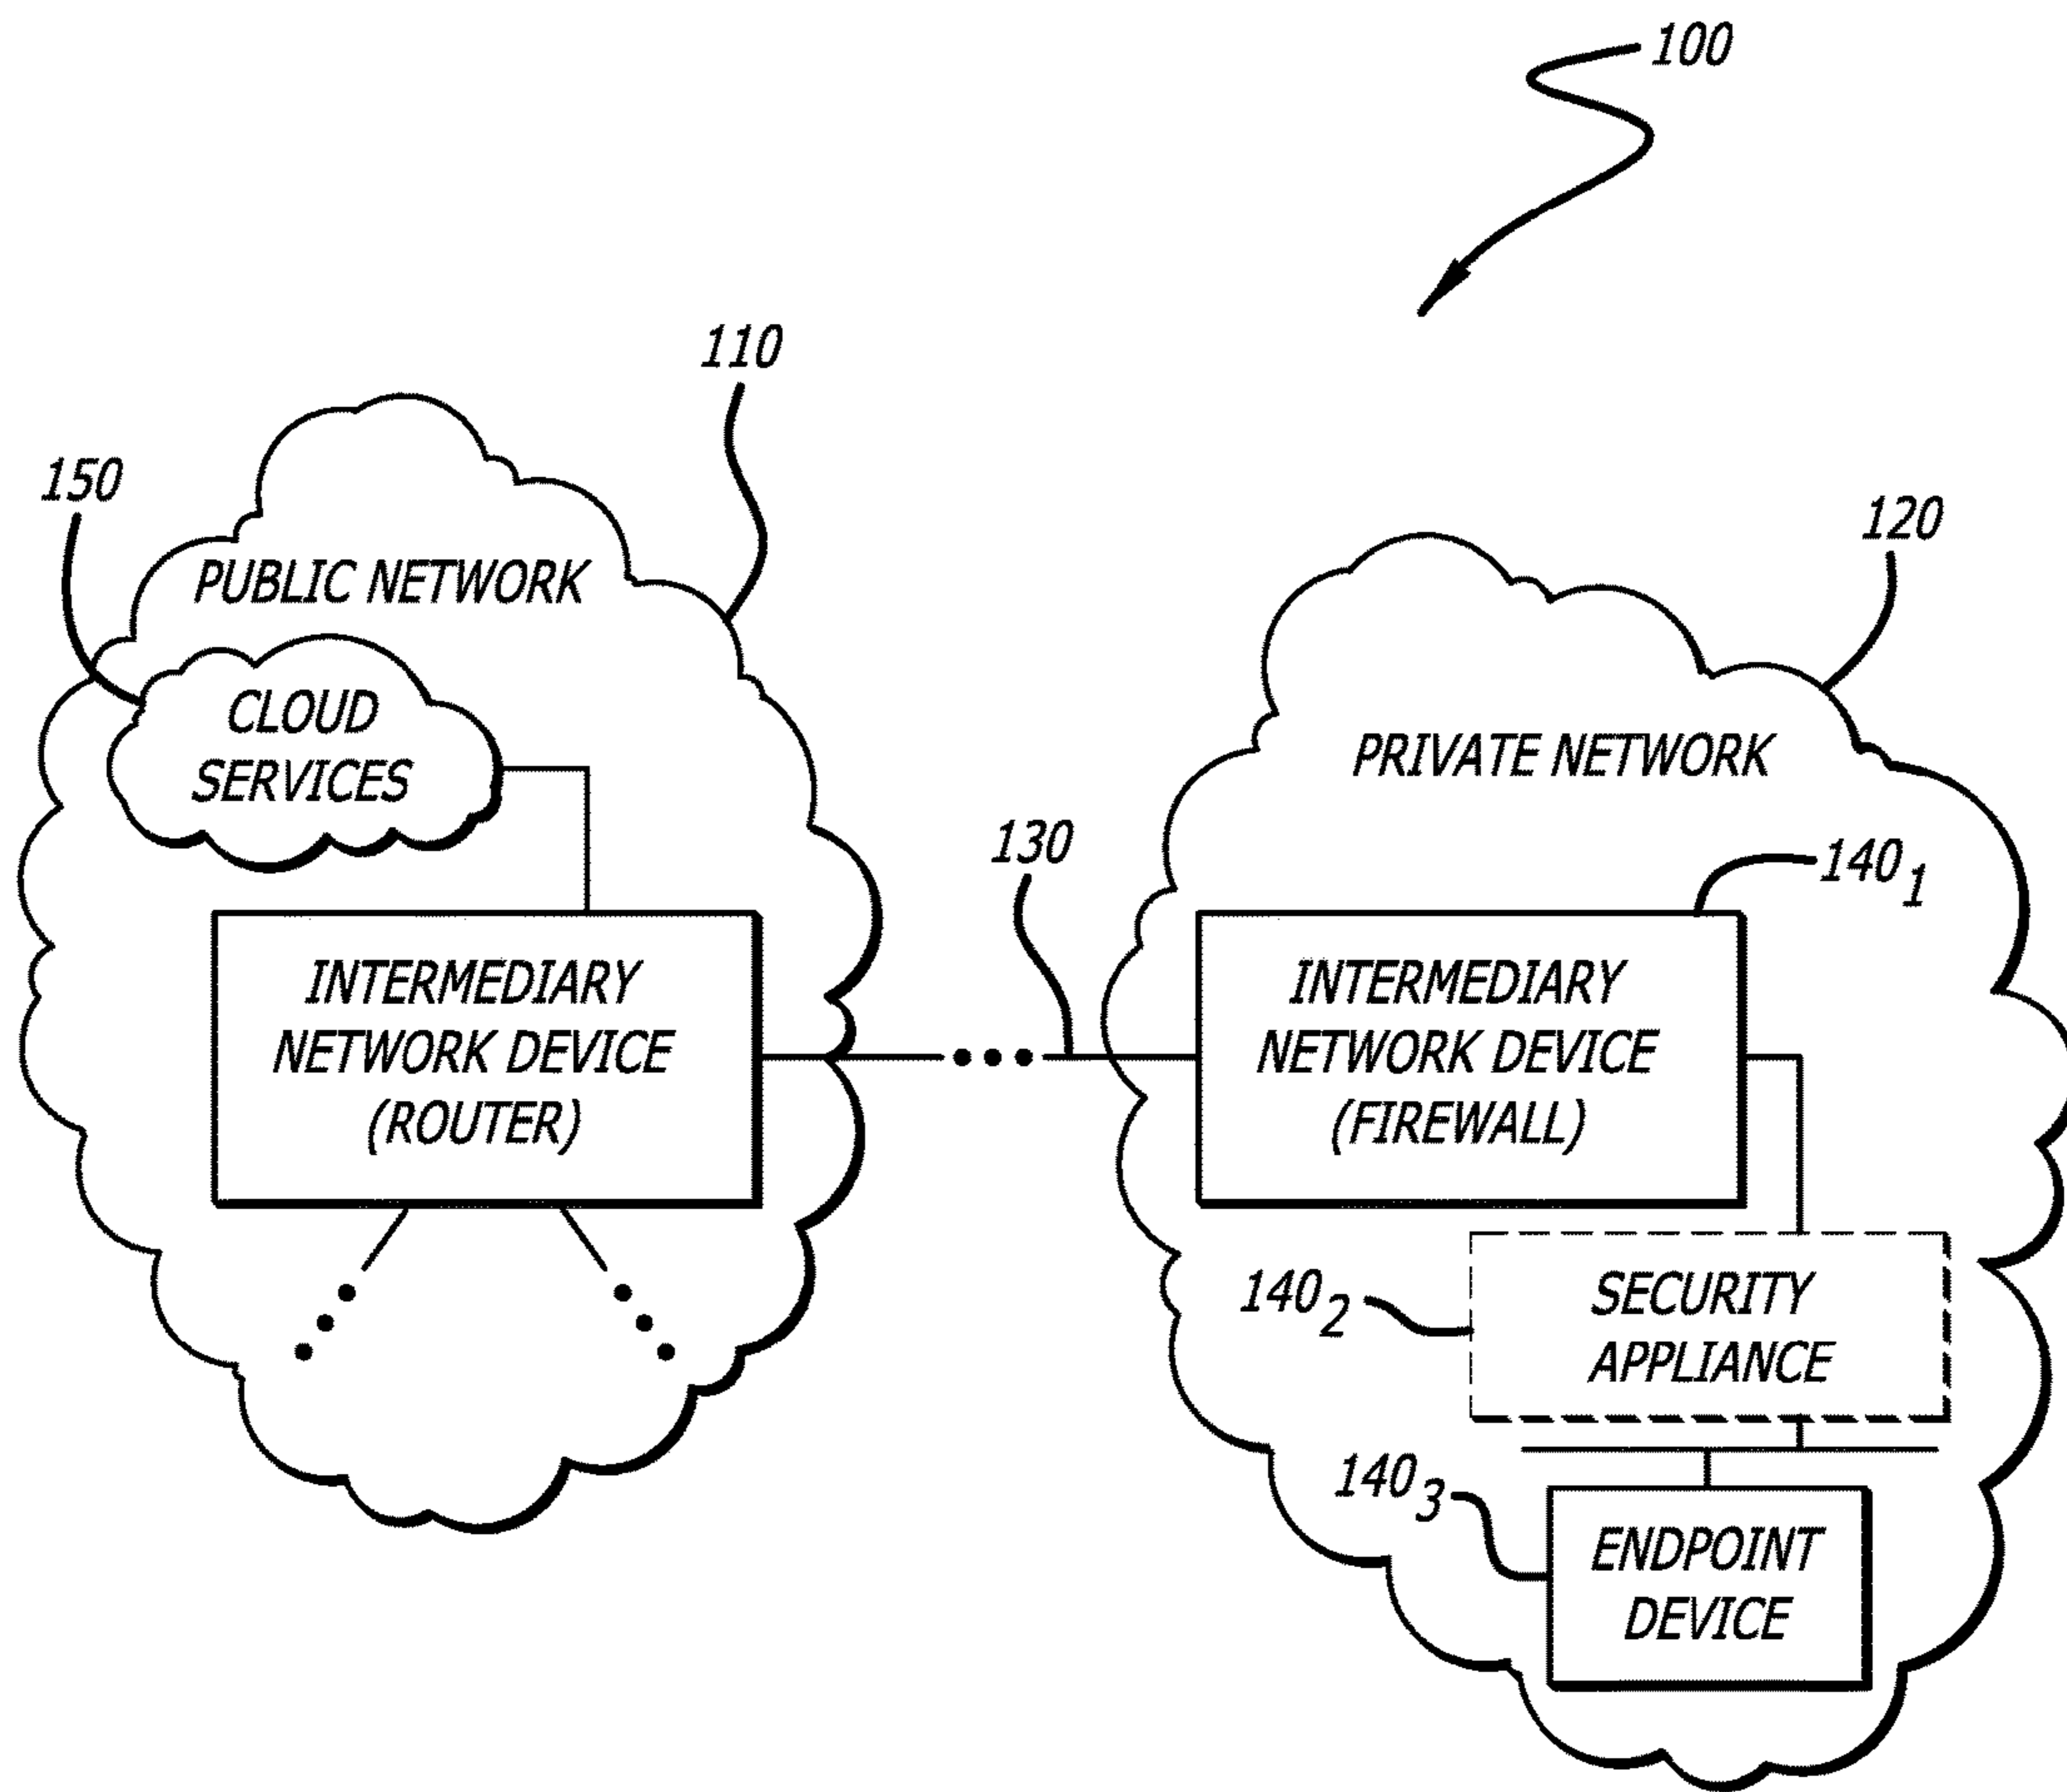 100
110
150
PUBLIC NETWORK
120
CLOUD
SERVICES
PRIVATE NETWORK
130
140 1
INTERMEDIARY
NETWORK DEVICE
(ROUTER)
INTERMEDIARY
NETWORK DEVICE
(FIREWALL)
140 2
SECURITY
APPLIANCE
140 3
ENDPOINT
DEVICE